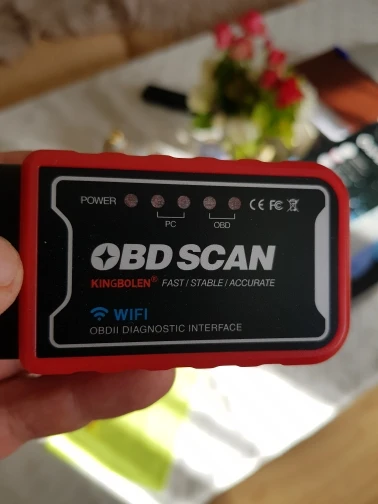 POWER CE FC
PC OBD
OBD SCAN
KINGBOLEN® FAST / STABLE / ACCURATE
WIFI
OBDII DIAGNOSTIC INTERFACE